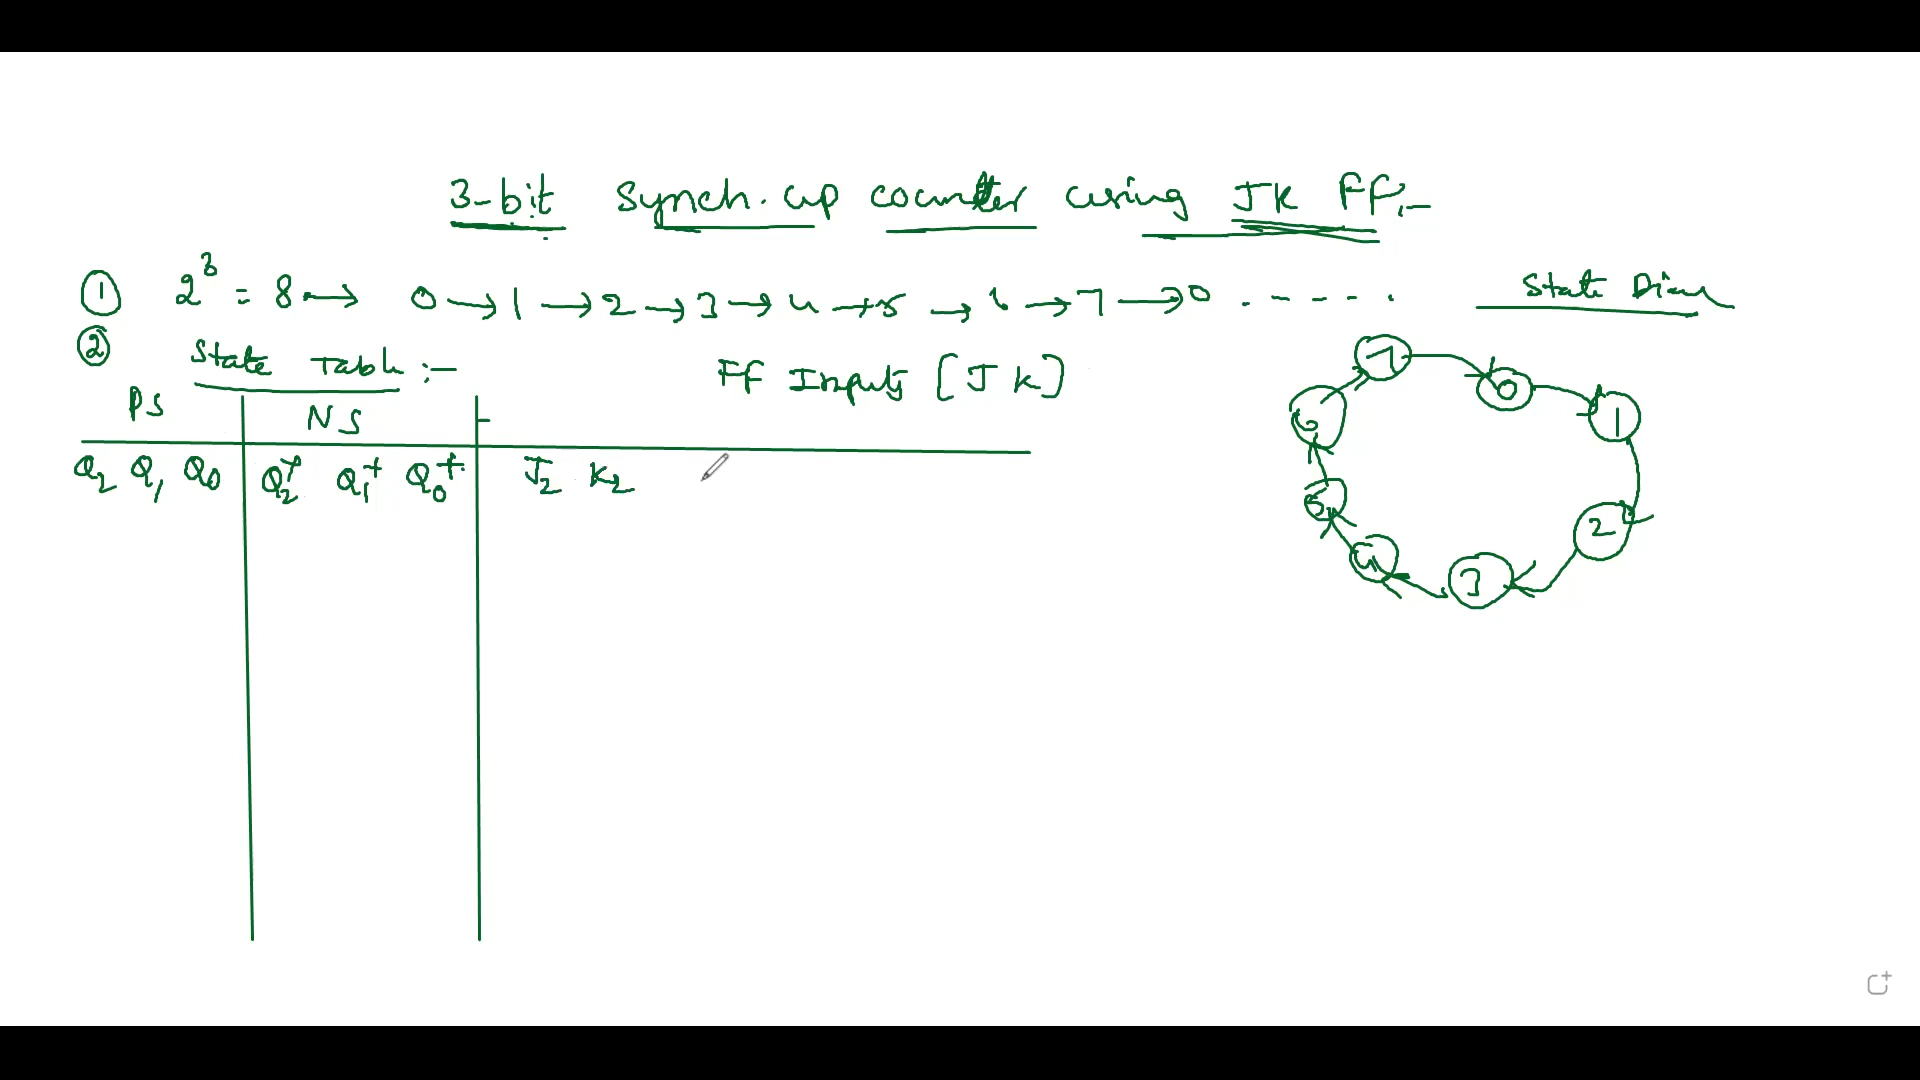 3-bit synch. up counter using JK FF:-
① 2³ = 8 → 0 → 1 → 2 → 3 → 4 → 5 → 6 → 7 → 0 . - - - - .
State Diag
② State Table :-
FF Inputs [J K]
PS NS
Q₂ Q₁ Q₀ Q₂⁺ Q₁⁺ Q₀⁺ J₂ K₂
7 0 1
6
2
5
4 3